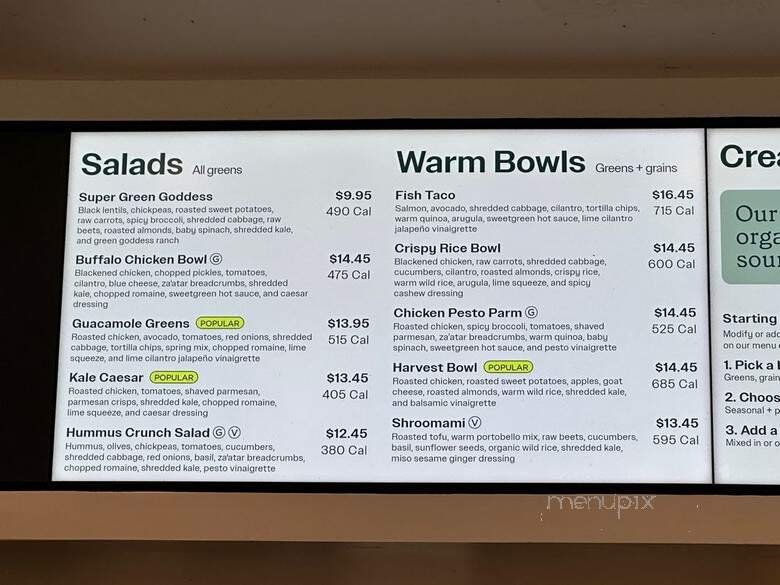 Salads All greens
Super Green Goddess $9.95
Black lentils, chickpeas, roasted sweet potatoes, 490 Cal
raw carrots, spicy broccoli, shredded cabbage, raw
beets, roasted almonds, baby spinach, shredded kale,
and green goddess ranch
Buffalo Chicken Bowl Ⓖ $14.45
Blackened chicken, chopped pickles, tomatoes, 475 Cal
cilantro, blue cheese, za'atar breadcrumbs, shredded
kale, chopped romaine, sweetgreen hot sauce, and caesar
dressing
Guacamole Greens POPULAR $13.95
Roasted chicken, avocado, tomatoes, red onions, shredded 515 Cal
cabbage, tortilla chips, spring mix, chopped romaine, lime
squeeze, and lime cilantro jalapeño vinaigrette
Kale Caesar POPULAR $13.45
Roasted chicken, tomatoes, shaved parmesan, 405 Cal
parmesan crisps, shredded kale, chopped romaine,
lime squeeze, and caesar dressing
Hummus Crunch Salad Ⓖ Ⓥ $12.45
Hummus, olives, chickpeas, tomatoes, cucumbers, 380 Cal
shredded cabbage, red onions, basil, za'atar breadcrumbs,
chopped romaine, shredded kale, pesto vinaigrette
Warm Bowls Greens + grains
Fish Taco $16.45
Salmon, avocado, shredded cabbage, cilantro, tortilla chips, 715 Cal
warm quinoa, arugula, sweetgreen hot sauce, lime cilantro
jalapeño vinaigrette
Crispy Rice Bowl $14.45
Blackened chicken, raw carrots, shredded cabbage, 600 Cal
cucumbers, cilantro, roasted almonds, crispy rice,
warm wild rice, arugula, lime squeeze, and spicy
cashew dressing
Chicken Pesto Parm Ⓖ $14.45
Roasted chicken, spicy broccoli, tomatoes, shaved 525 Cal
parmesan, za'atar breadcrumbs, warm quinoa, baby
spinach, sweetgreen hot sauce, and pesto vinaigrette
Harvest Bowl POPULAR $14.45
Roasted chicken, roasted sweet potatoes, apples, goat 685 Cal
cheese, roasted almonds, warm wild rice, shredded kale,
and balsamic vinaigrette
Shroomami Ⓥ $13.45
Roasted tofu, warm portobello mix, raw beets, cucumbers, 595 Cal
basil, sunflower seeds, organic wild rice, shredded kale,
miso sesame ginger dressing
Crea
Our
orga
sour
Starting
Modify or add
on our menu
1. Pick a b
Greens, grain
2. Choos
Seasonal + p
3. Add a
Mixed in or o
menupix